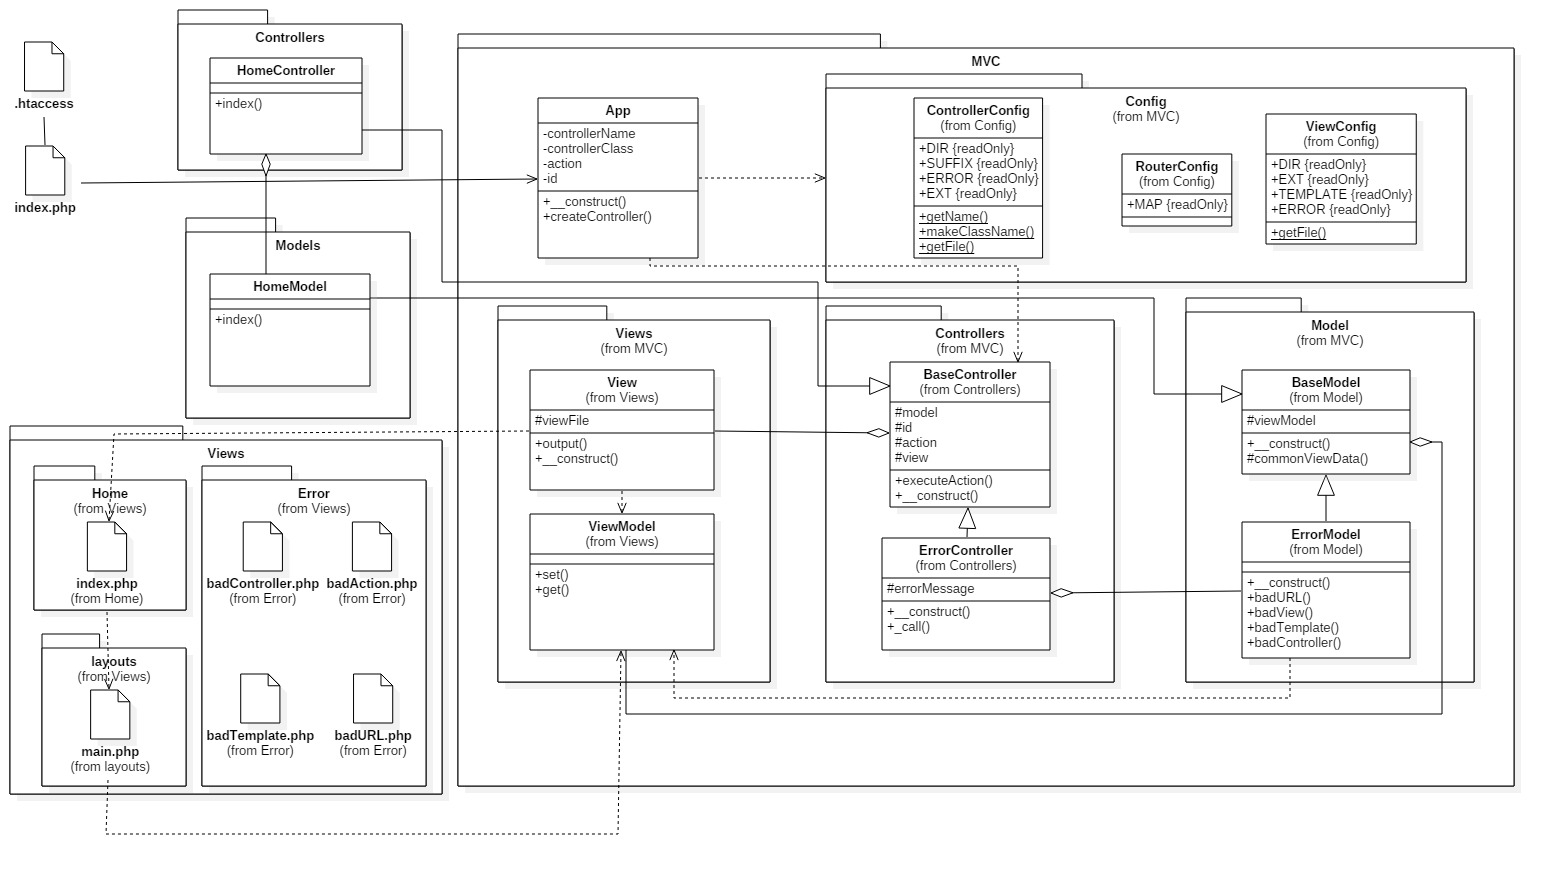 .htaccess
index.php
Controllers
HomeController
+index()
Models
HomeModel
+index()
MVC
App
-controllerName
-controllerClass
-action
-id
+__construct()
+createController()
Config
(from MVC)
ControllerConfig
(from Config)
+DIR {readOnly}
+SUFFIX {readOnly}
+ERROR {readOnly}
+EXT {readOnly}
+getName()
+makeClassName()
+getFile()
RouterConfig
(from Config)
+MAP {readOnly}
ViewConfig
(from Config)
+DIR {readOnly}
+EXT {readOnly}
+TEMPLATE {readOnly}
+ERROR {readOnly}
+getFile()
Views
(from MVC)
View
(from Views)
#viewFile
+output()
+__construct()
ViewModel
(from Views)
+set()
+get()
Controllers
(from MVC)
BaseController
(from Controllers)
#model
#id
#action
#view
+executeAction()
+__construct()
ErrorController
(from Controllers)
#errorMessage
+__construct()
+_call()
Model
(from MVC)
BaseModel
(from Model)
#viewModel
+__construct()
#commonViewData()
ErrorModel
(from Model)
+__construct()
+badURL()
+badView()
+badTemplate()
+badController()
Views
Home
(from Views)
index.php
(from Home)
layouts
(from Views)
main.php
(from layouts)
Error
(from Views)
badController.php
(from Error)
badAction.php
(from Error)
badTemplate.php
(from Error)
badURL.php
(from Error)